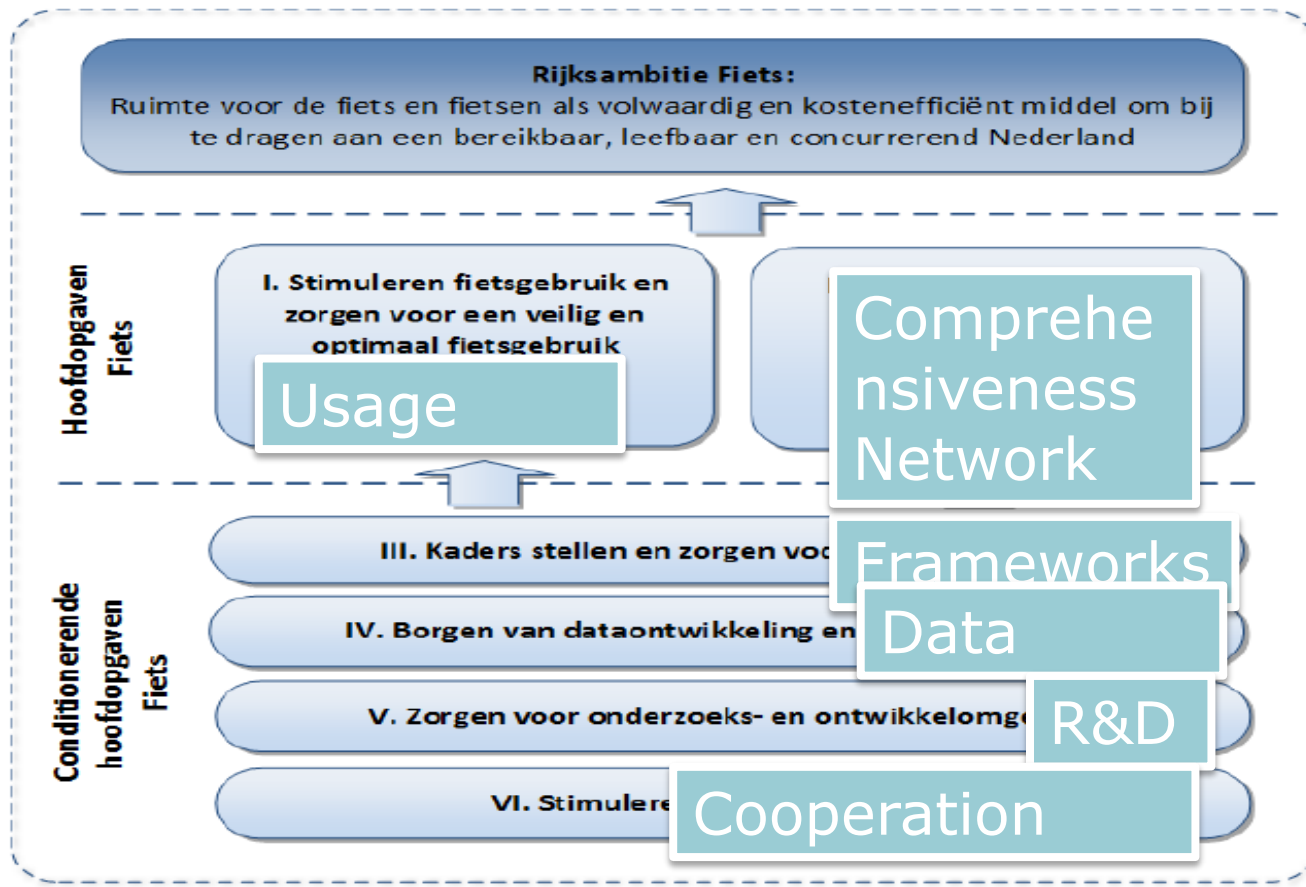 Rijksambitie Fiets:
Ruimte voor de fiets en fietsen als volwaardig en kostenefficiënt middel om bij
te dragen aan een bereikbaar, leefbaar en concurrerend Nederland
Hoofdopgaven
Fiets
I. Stimuleren fietsgebruik en
zorgen voor een veilig en
optimaal fietsgebruik
Usage
Comprehe
nsiveness
Network
Conditionerende
hoofdopgaven
Fiets
III. Kaders stellen en zorgen
Frameworks
IV. Borgen van dataontwikkeling en
Data
V. Zorgen voor onderzoeks- en
R&D
VI.
Cooperation